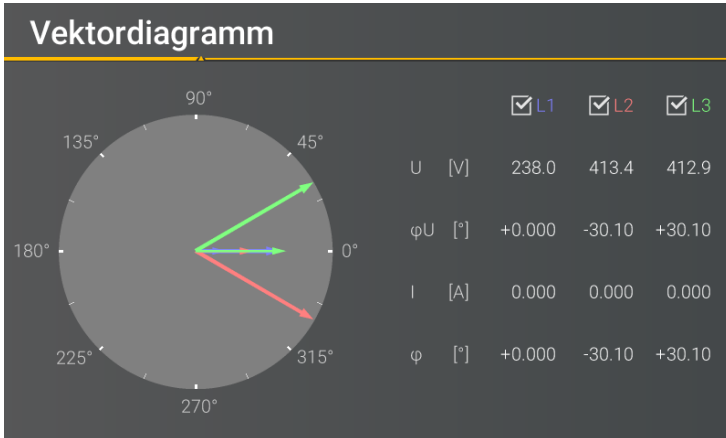 Vektordiagramm
90°
135°
45°
180°
0°
225°
315°
270°
L1 L2 L3
U [V] 238.0 413.4 412.9
φU [°] +0.000 -30.10 +30.10
I [A] 0.000 0.000 0.000
φ [°] +0.000 -30.10 +30.10